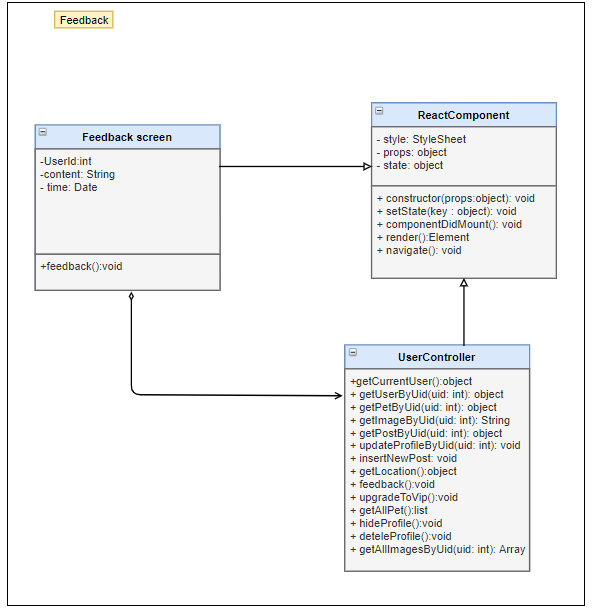 Feedback
Feedback screen
-UserId:int
-content: String
- time: Date
+feedback():void
ReactComponent
- style: StyleSheet
- props: object
- state: object
+ constructor(props:object): void
+ setState(key : object): void
+ componentDidMount(): void
+ render():Element
+ navigate(): void
UserController
+getCurrentUser():object
+ getUserByUid(uid: int): object
+ getPetByUid(uid: int): object
+ getImageByUid(uid: int): String
+ getPostByUid(uid: int): object
+ updateProfileByUid(uid: int): void
+ insertNewPost: void
+ getLocation():object
+ feedback():void
+ upgradeToVip():void
+ getAllPet():list
+ hideProfile():void
+ deteleProfile():void
+ getAllImagesByUid(uid: int): Array